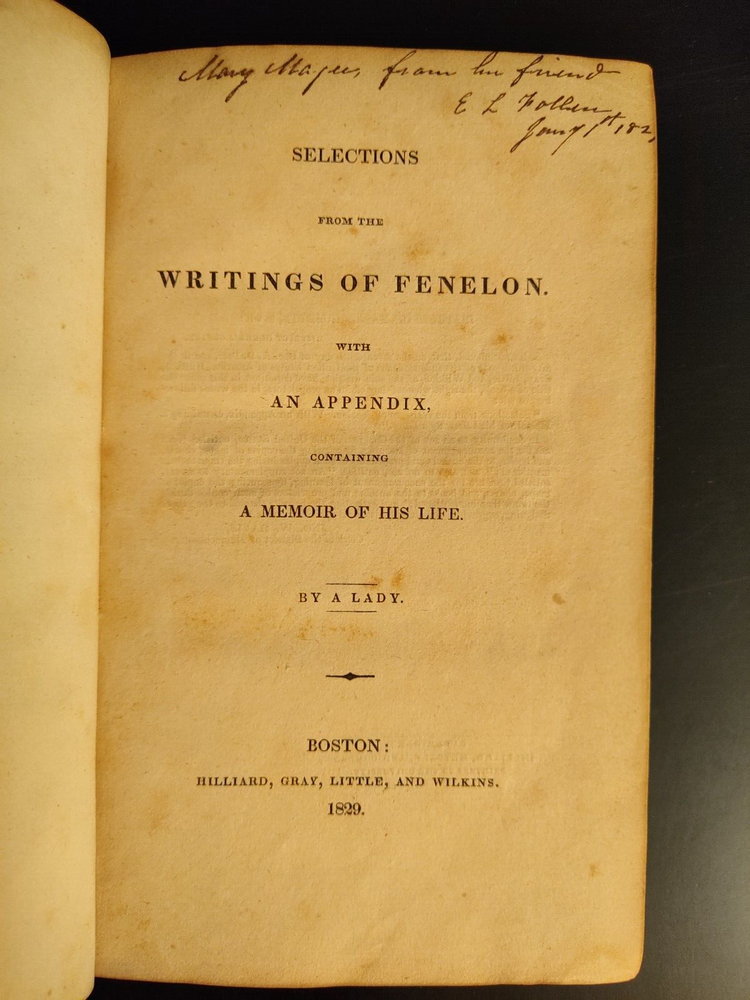 Mary Magee, from her friend
E L Follen
Jany 1st 182
SELECTIONS
FROM THE
WRITINGS OF FENELON.
WITH
AN APPENDIX,
CONTAINING
A MEMOIR OF HIS LIFE.
BY A LADY.
BOSTON:
HILLIARD, GRAY, LITTLE, AND WILKINS.
1829.